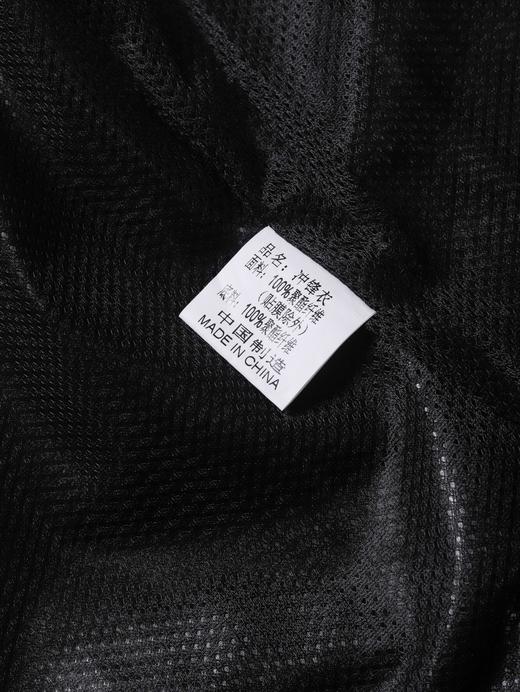 品名：冲锋衣
面料：100%聚酯纤维
（贴膜除外）
底料：100%聚酯纤维
中国制造
MADE IN CHINA